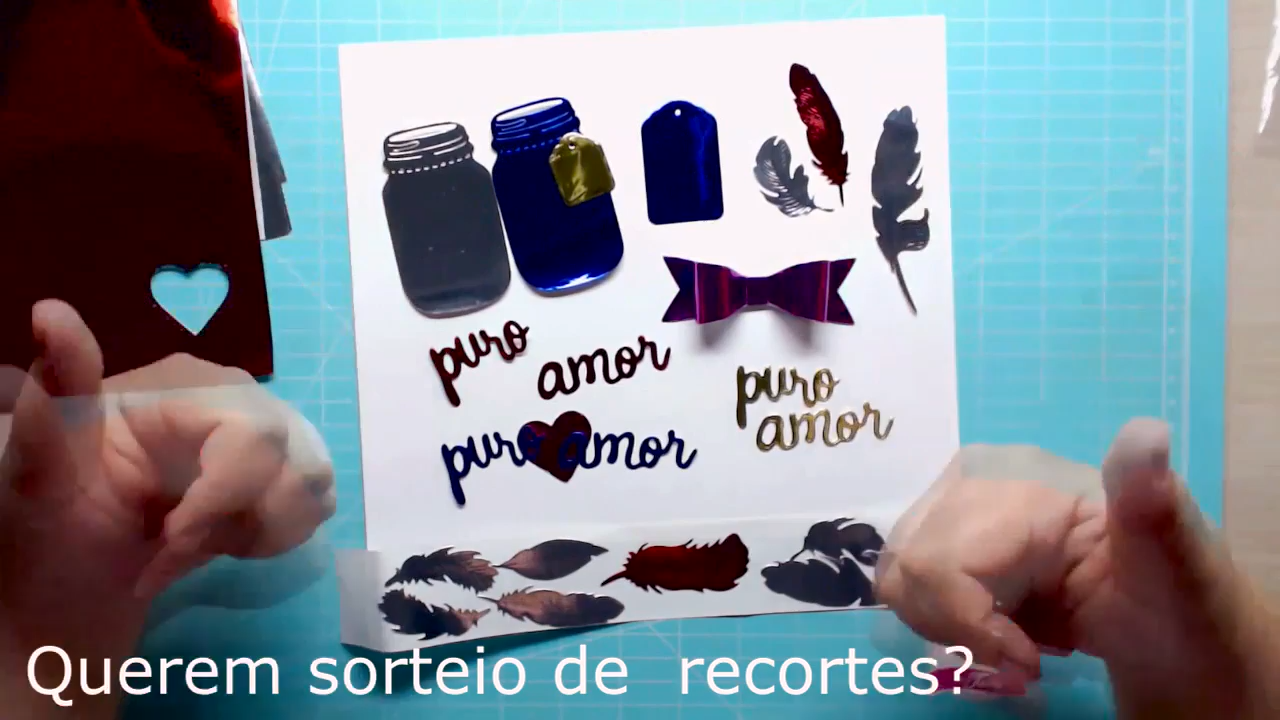 puro
amor
puro amor
puro
amor
Querem sorteio de  recortes?